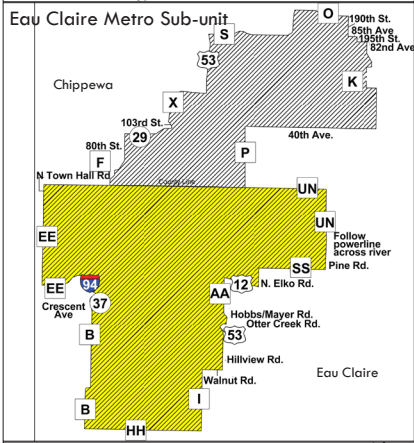 Eau Claire Metro Sub-unit
O
190th St.
85th Ave
195th St.
82nd Ave
S
53
Chippewa
K
X
103rd St.
29
40th Ave.
80th St.
F
P
N Town Hall Rd.
County Line
UN
UN
EE
Follow
powerline
across river
SS
Pine Rd.
EE
94
12
N. Elko Rd.
AA
Crescent
Ave
37
Hobbs/Mayer Rd.
Otter Creek Rd.
B
53
Hillview Rd.
Eau Claire
Walnut Rd.
I
B
HH